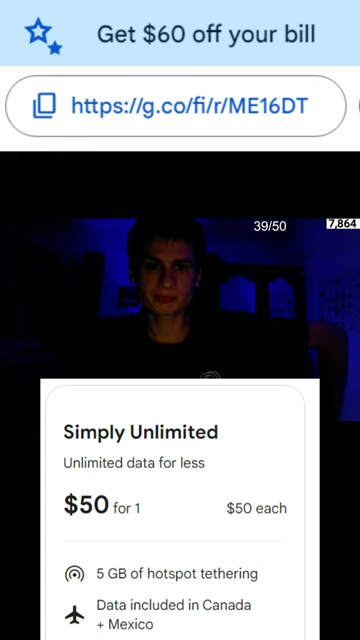 Get $60 off your bill
https://g.co/fi/r/ME16DT
39/50
7,864
Simply Unlimited
Unlimited data for less
$50 for 1
$50 each
5 GB of hotspot tethering
Data included in Canada
+ Mexico